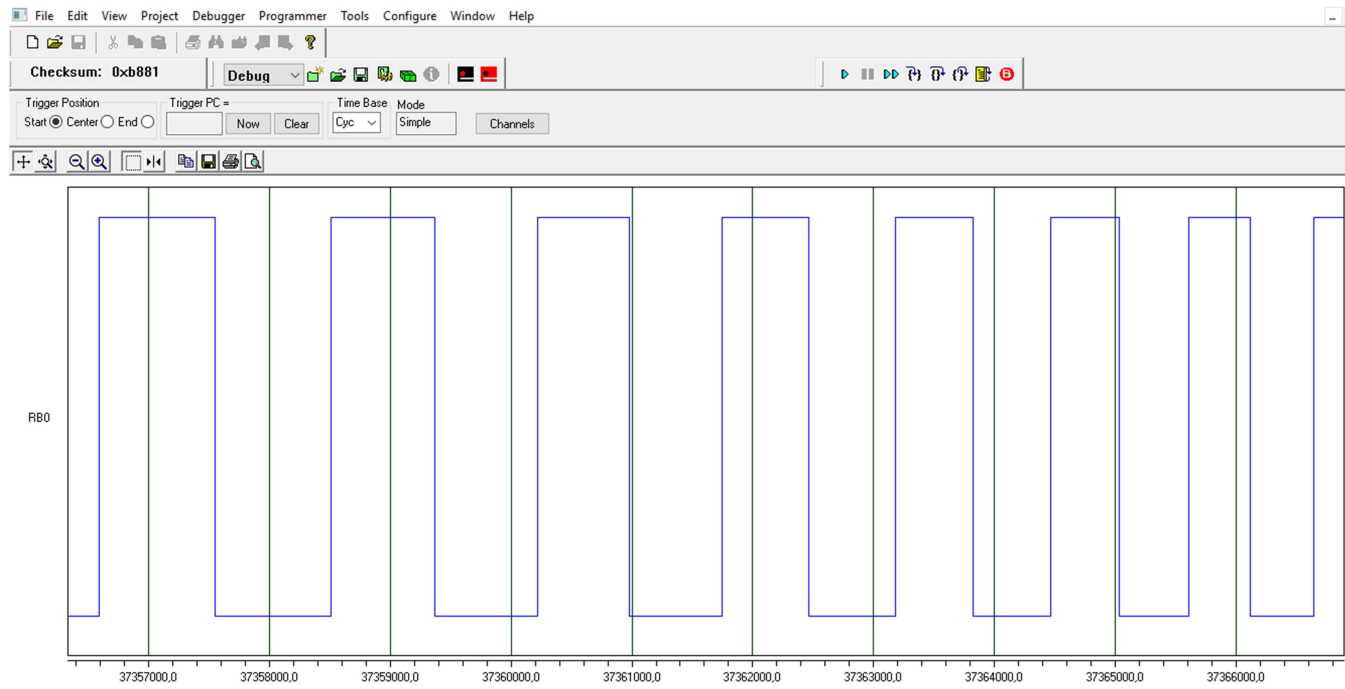 File Edit View Project Debugger Programmer Tools Configure Window Help
Checksum: 0xb881
Debug
Trigger Position
Trigger PC =
Time Base
Mode
Start Center End
Now
Clear
Cyc
Simple
Channels
RB0
37357000,0 37358000,0 37359000,0 37360000,0 37361000,0 37362000,0 37363000,0 37364000,0 37365000,0 37366000,0